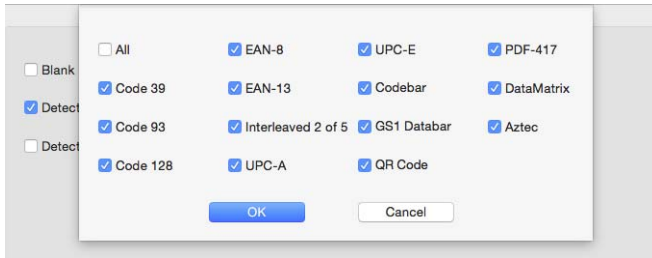 All EAN-8 UPC-E PDF-417
Blank
Code 39 EAN-13 Codebar DataMatrix
Detect
Code 93 Interleaved 2 of 5 GS1 Databar Aztec
Detect
Code 128 UPC-A QR Code
OK Cancel